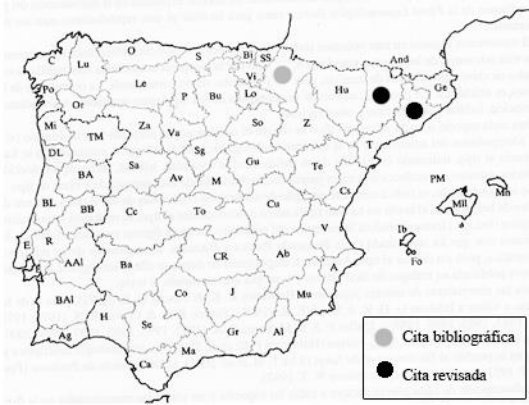 C Lu O S Bi SS And
Po Or Le P Bu Vi Lo Hu Ge
Mi TM Za Va So Z
DL Sg T
BA Sa Av M Gu Te
BL BB Cc To Cu Cs PM Mll Mn
E R V Ib
AAl Ba CR Ab Fo
BAl Co J A
H Se Mu
Ag Gr Al
Ca Ma
Cita bibliográfica
Cita revisada